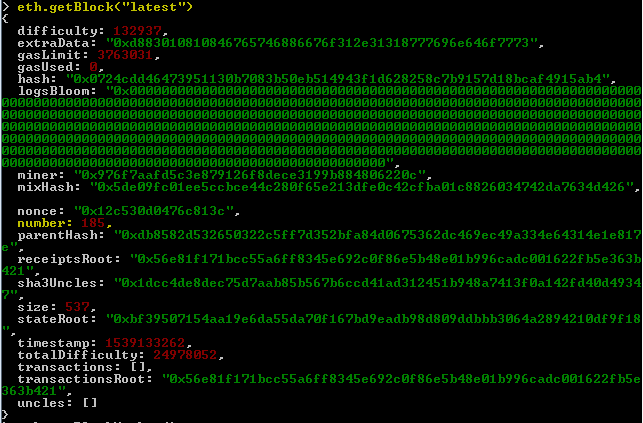 > eth.getBlock("latest")
{
difficulty: 132937,
extraData: "0xd883010810846765746886676f312e31318777696e646f7773",
gasLimit: 3763031,
gasUsed: 0,
hash: "0x0724cdd46473951130b7083b50eb514943f1d628258c7b9157d18bcaf4915ab4",
logsBloom: "0x0000000000000000000000000000000000000000000000000000000000000000
00000000000000000000000000000000000000000000000000000000000000000000000000000000
00000000000000000000000000000000000000000000000000000000000000000000000000000000
00000000000000000000000000000000000000000000000000000000000000000000000000000000
00000000000000000000000000000000000000000000000000000000000000000000000000000000
00000000000000000000000000000000000000000000000000000000000000000000000000000000
000000000000000000000000000000000000000000000000",
miner: "0x976f7aafd5c3e879126f8dece3199b884806220c",
mixHash: "0x5de09fc01ee5ccbce44c280f65e213dfe0c42cfba01c8826034742da7634d426",
nonce: "0x12c530d0476c813c",
number: 185,
parentHash: "0xdb8582d532650322c5ff7d352bfa84d0675362dc469ec49a334e64314e1e817
e",
receiptsRoot: "0x56e81f171bcc55a6ff8345e692c0f86e5b48e01b996cadc001622fb5e363b
421",
sha3Uncles: "0x1dcc4de8dec75d7aab85b567b6ccd41ad312451b948a7413f0a142fd40d4934
7",
size: 537,
stateRoot: "0xbf39507154aa19e6da55da70f167bd9eadb98d809ddbbb3064a2894210df9f18
",
timestamp: 1539133262,
totalDifficulty: 24978052,
transactions: [],
transactionsRoot: "0x56e81f171bcc55a6ff8345e692c0f86e5b48e01b996cadc001622fb5e
363b421",
uncles: []
}